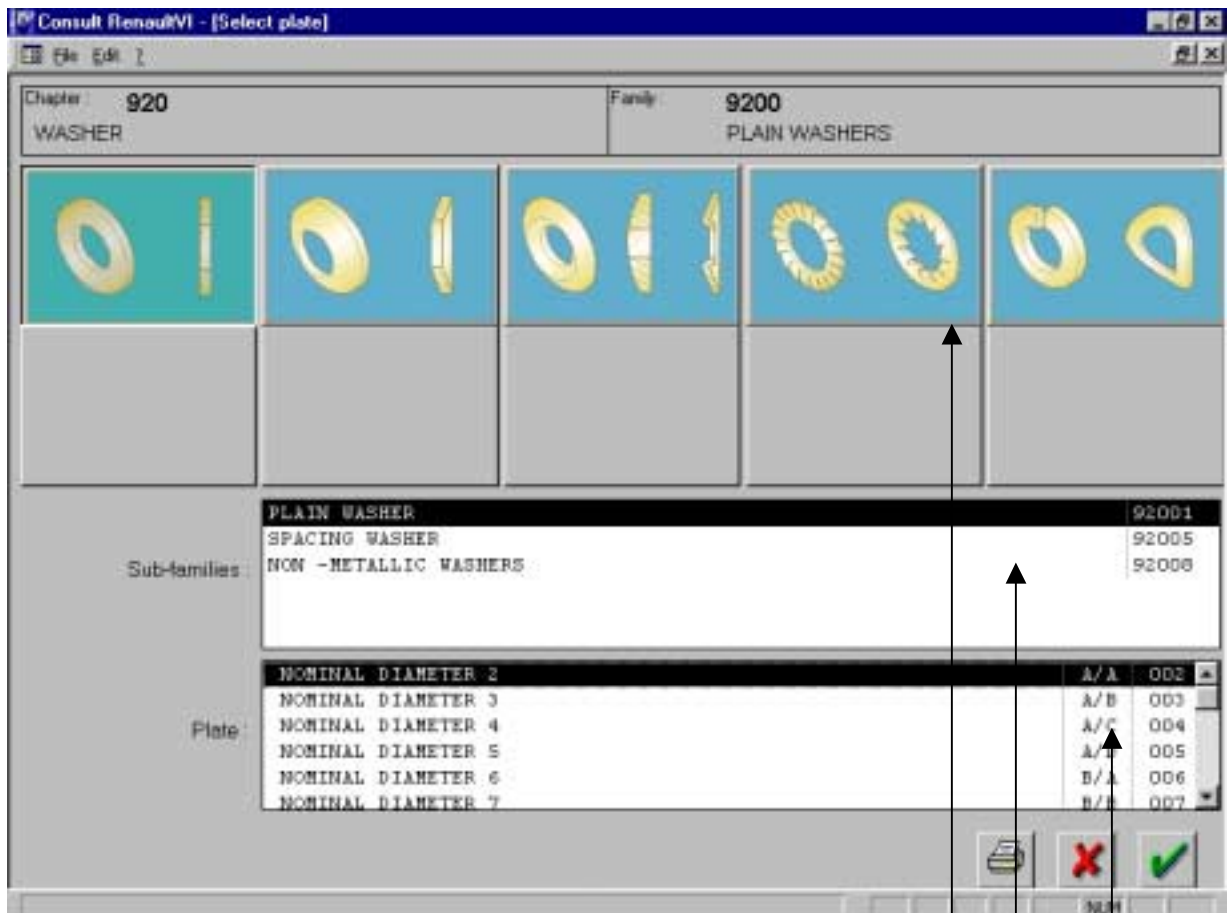 Consult RenaultVI - [Select plate]
File Edit ?
Chapter : 920 Family : 9200
WASHER PLAIN WASHERS
PLAIN WASHER 92001
SPACING WASHER 92005
Sub-families : NON -METALLIC WASHERS 92008
NOMINAL DIAMETER 2 A/A 002
NOMINAL DIAMETER 3 A/B 003
Plate : NOMINAL DIAMETER 4 A/C 004
NOMINAL DIAMETER 5 A/D 005
NOMINAL DIAMETER 6 B/A 006
NOMINAL DIAMETER 7 B/B 007
NUM